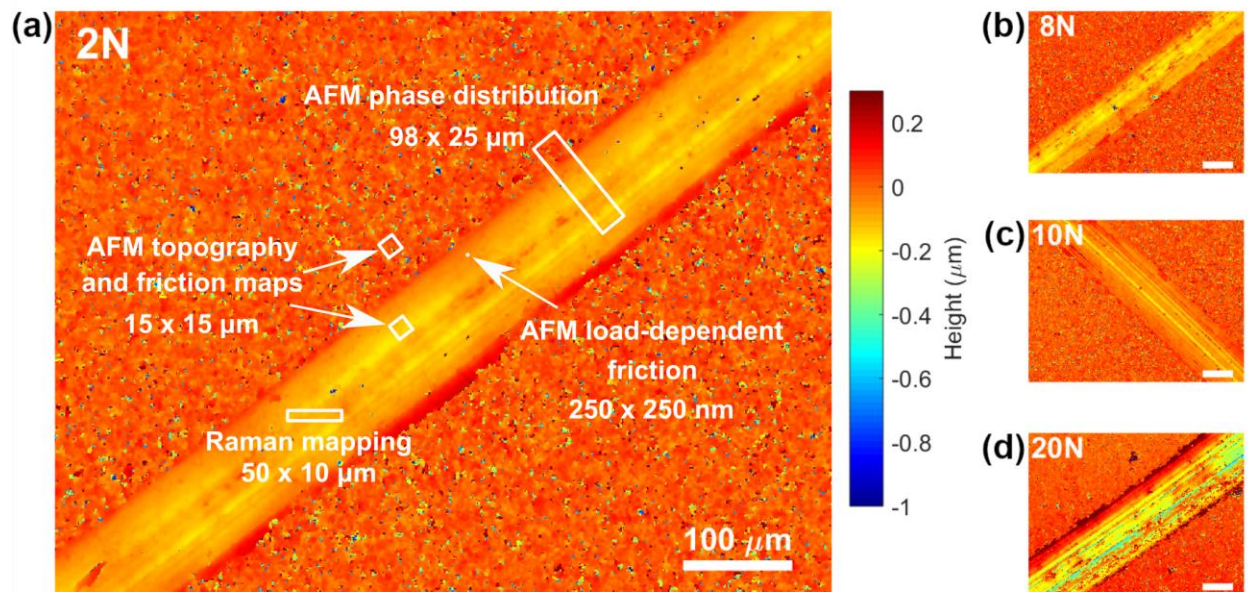 (a)
2N
AFM phase distribution
98 x 25 µm
AFM topography
and friction maps
15 x 15 µm
AFM load-dependent
friction
250 x 250 nm
Raman mapping
50 x 10 µm
100 µm
0.2
0
-0.2
-0.4
-0.6
-0.8
-1
Height (µm)
(b)
8N
(c)
10N
(d)
20N